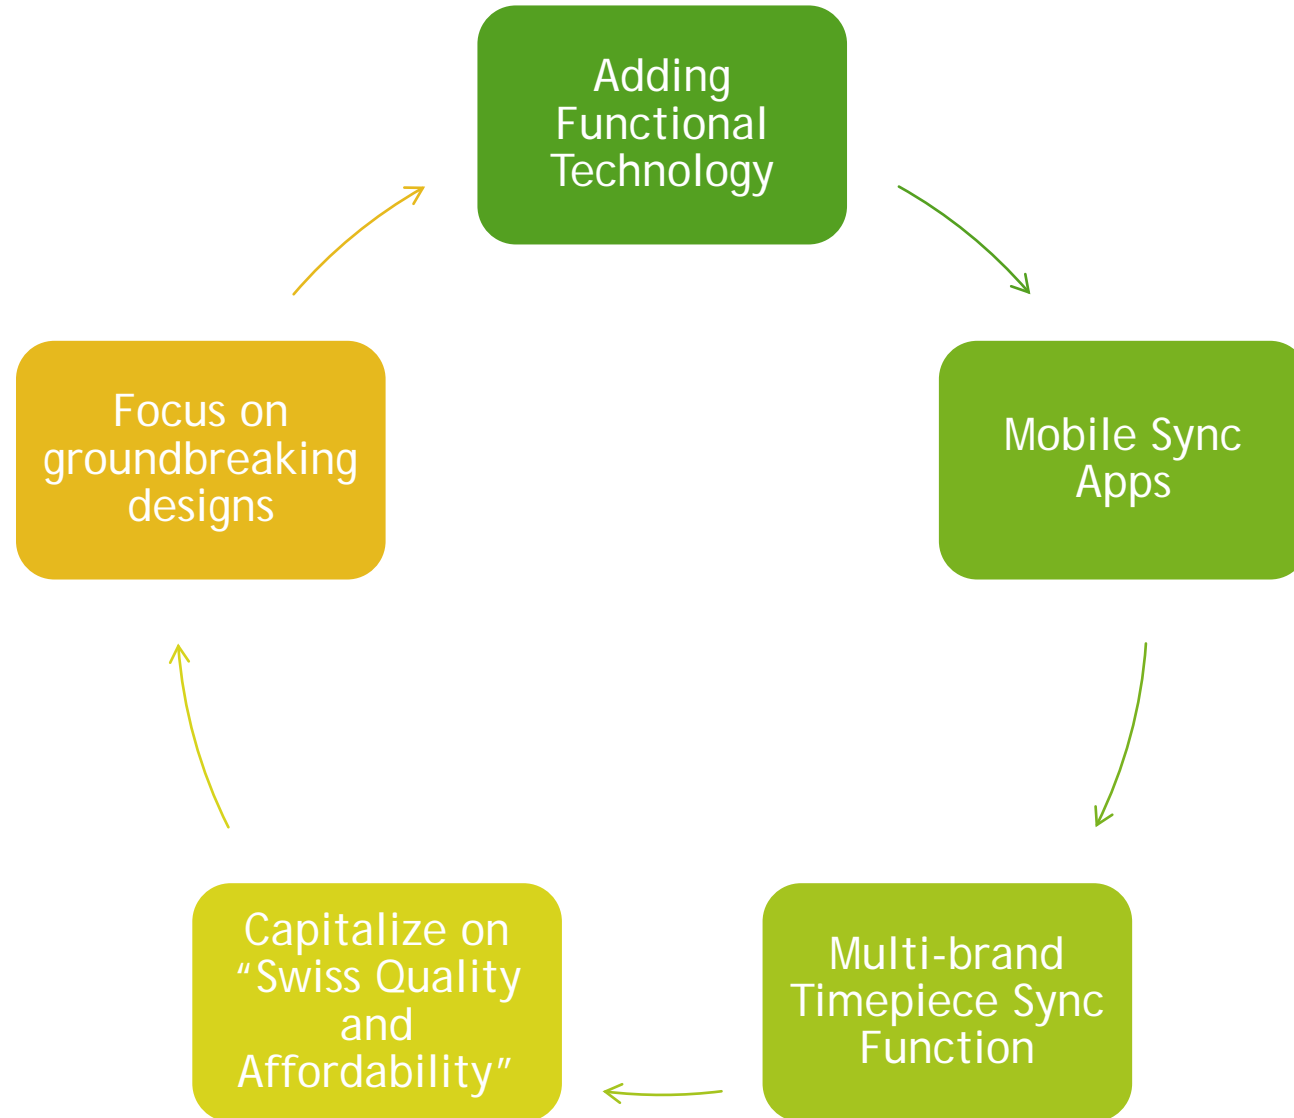 Adding
Functional
Technology
Mobile Sync
Apps
Multi-brand
Timepiece Sync
Function
Capitalize on
“Swiss Quality
and
Affordability”
Focus on
groundbreaking
designs